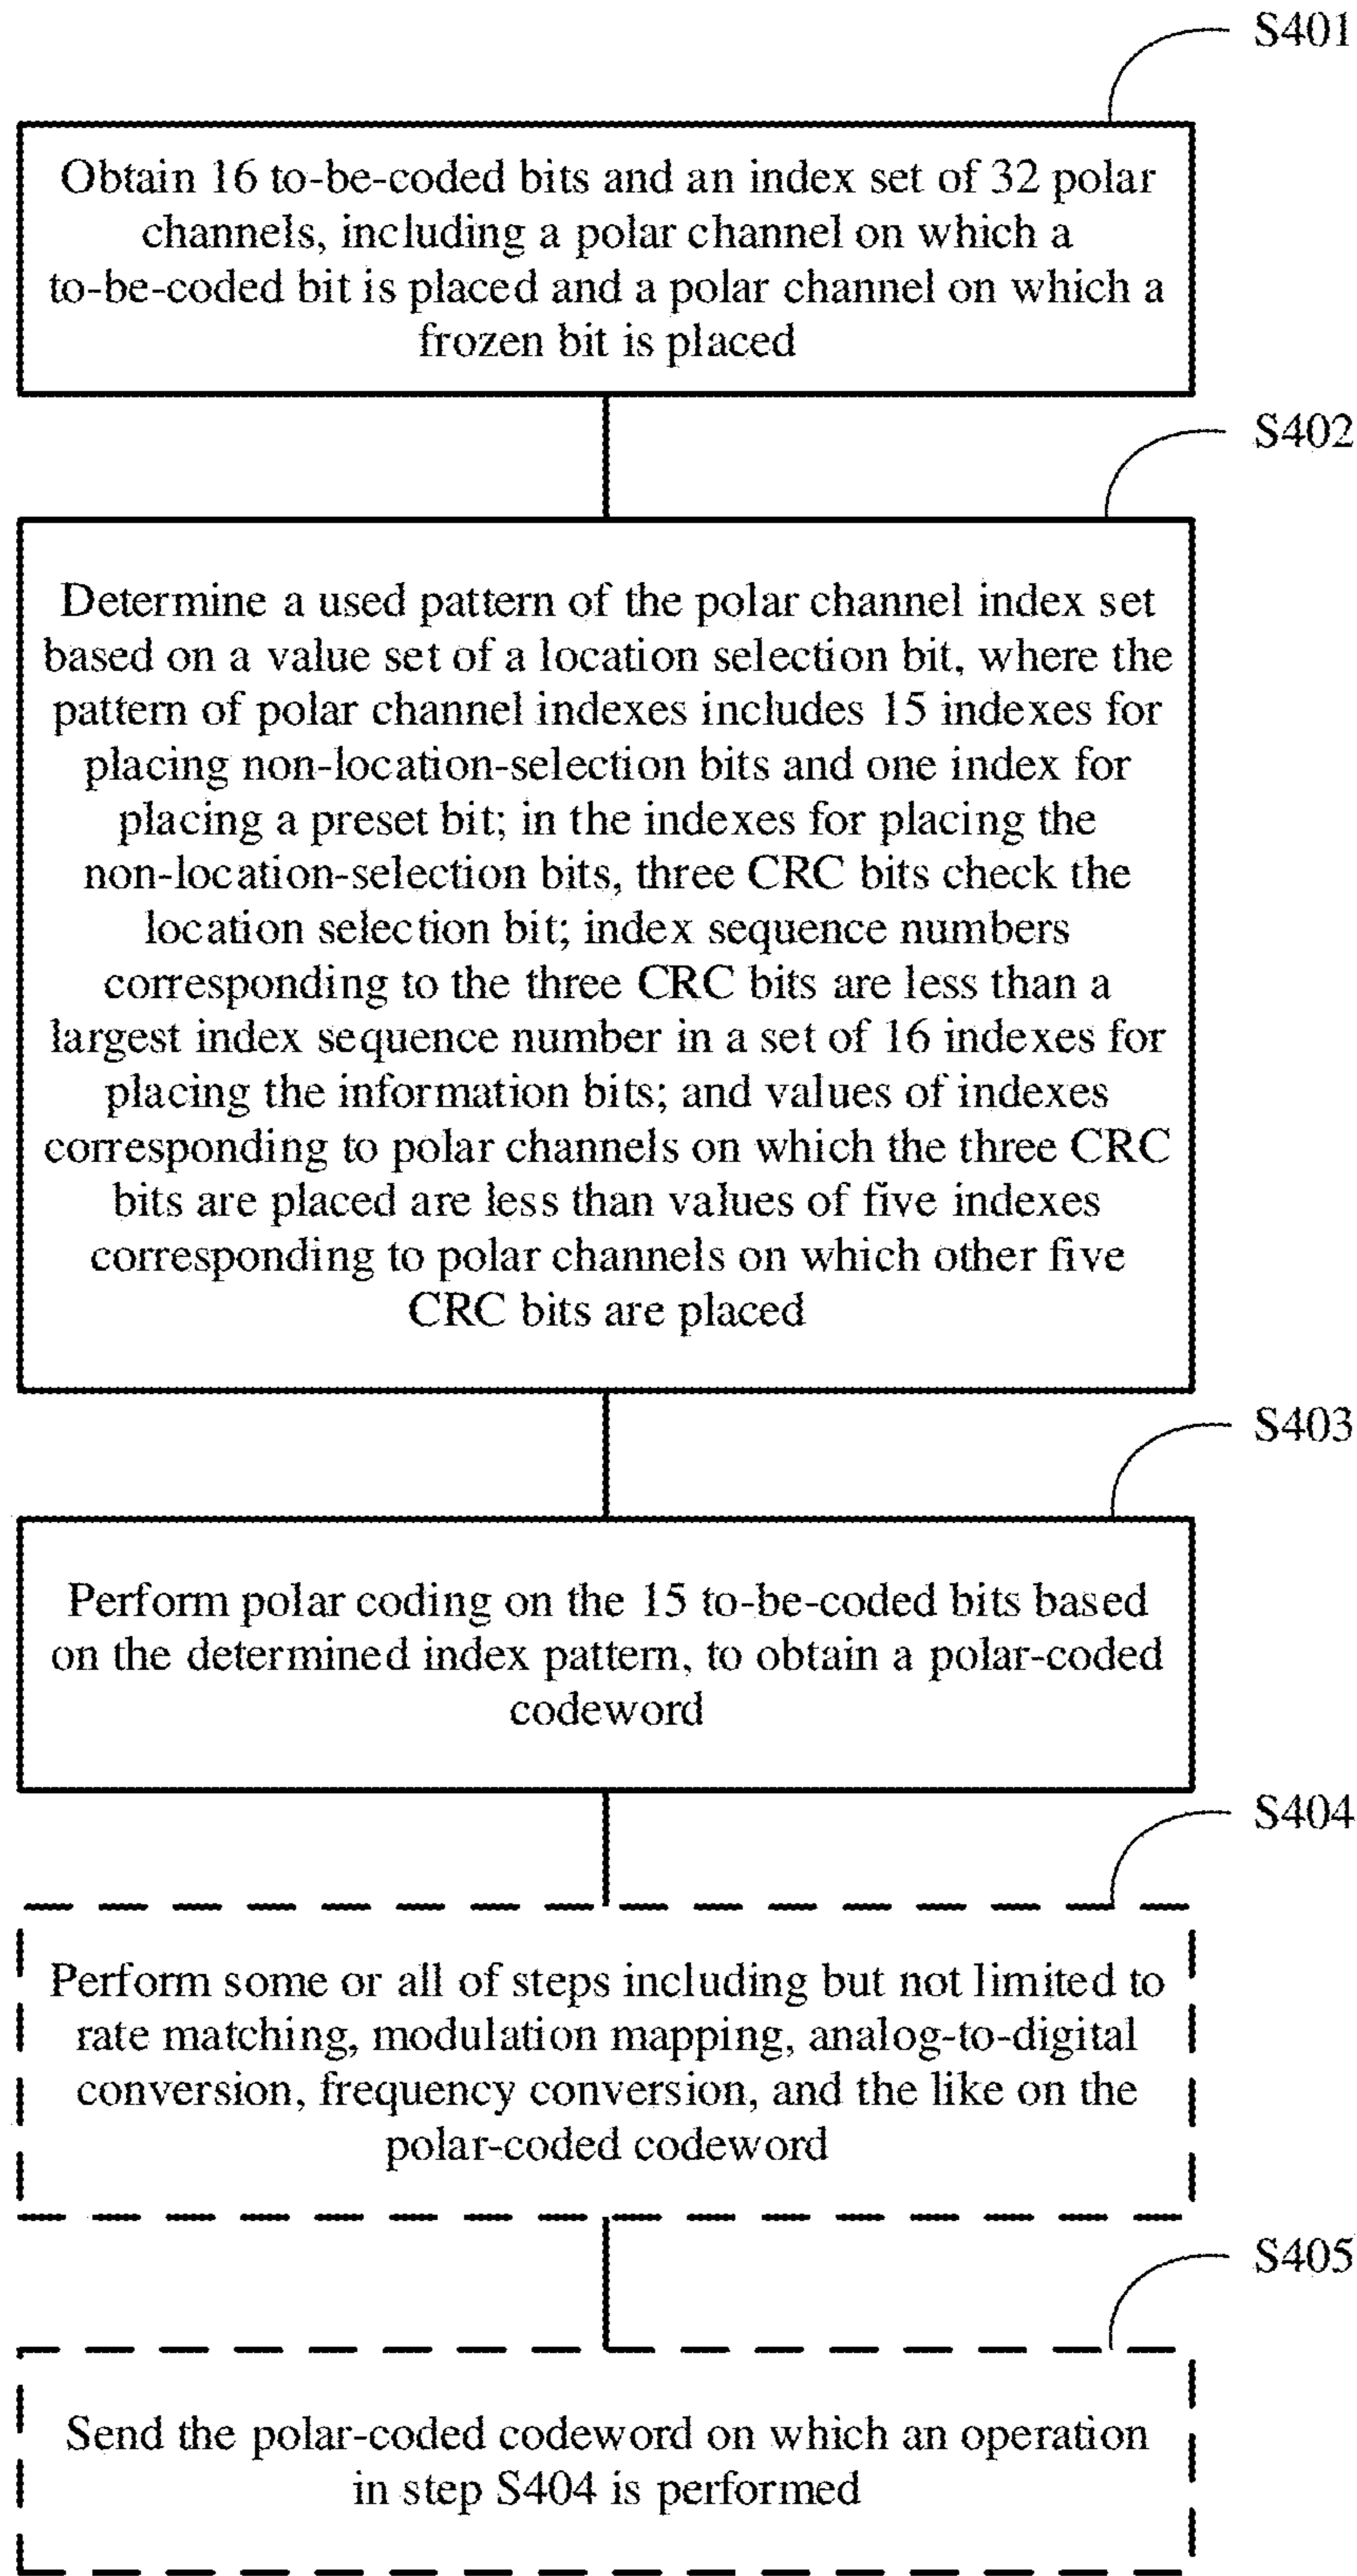 S401
Obtain 16 to-be-coded bits and an index set of 32 polar
channels, including a polar channel on which a
to-be-coded bit is placed and a polar channel on which a
frozen bit is placed
S402
Determine a used pattern of the polar channel index set
based on a value set of a location selection bit, where the
pattern of polar channel indexes includes 15 indexes for
placing non-location-selection bits and one index for
placing a preset bit; in the indexes for placing the
non-location-selection bits, three CRC bits check the
location selection bit; index sequence numbers
corresponding to the three CRC bits are less than a
largest index sequence number in a set of 16 indexes for
placing the information bits; and values of indexes
corresponding to polar channels on which the three CRC
bits are placed are less than values of five indexes
corresponding to polar channels on which other five
CRC bits are placed
S403
Perform polar coding on the 15 to-be-coded bits based
on the determined index pattern, to obtain a polar-coded
codeword
S404
Perform some or all of steps including but not limited to
rate matching, modulation mapping, analog-to-digital
conversion, frequency conversion, and the like on the
polar-coded codeword
S405
Send the polar-coded codeword on which an operation
in step S404 is performed